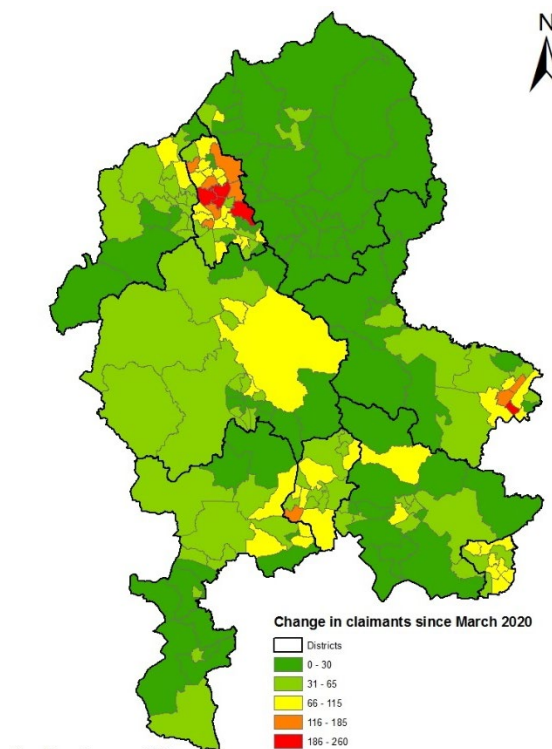 N
Change in claimants since March 2020
Districts
0 - 30
31 - 65
66 - 115
116 - 185
186 - 260